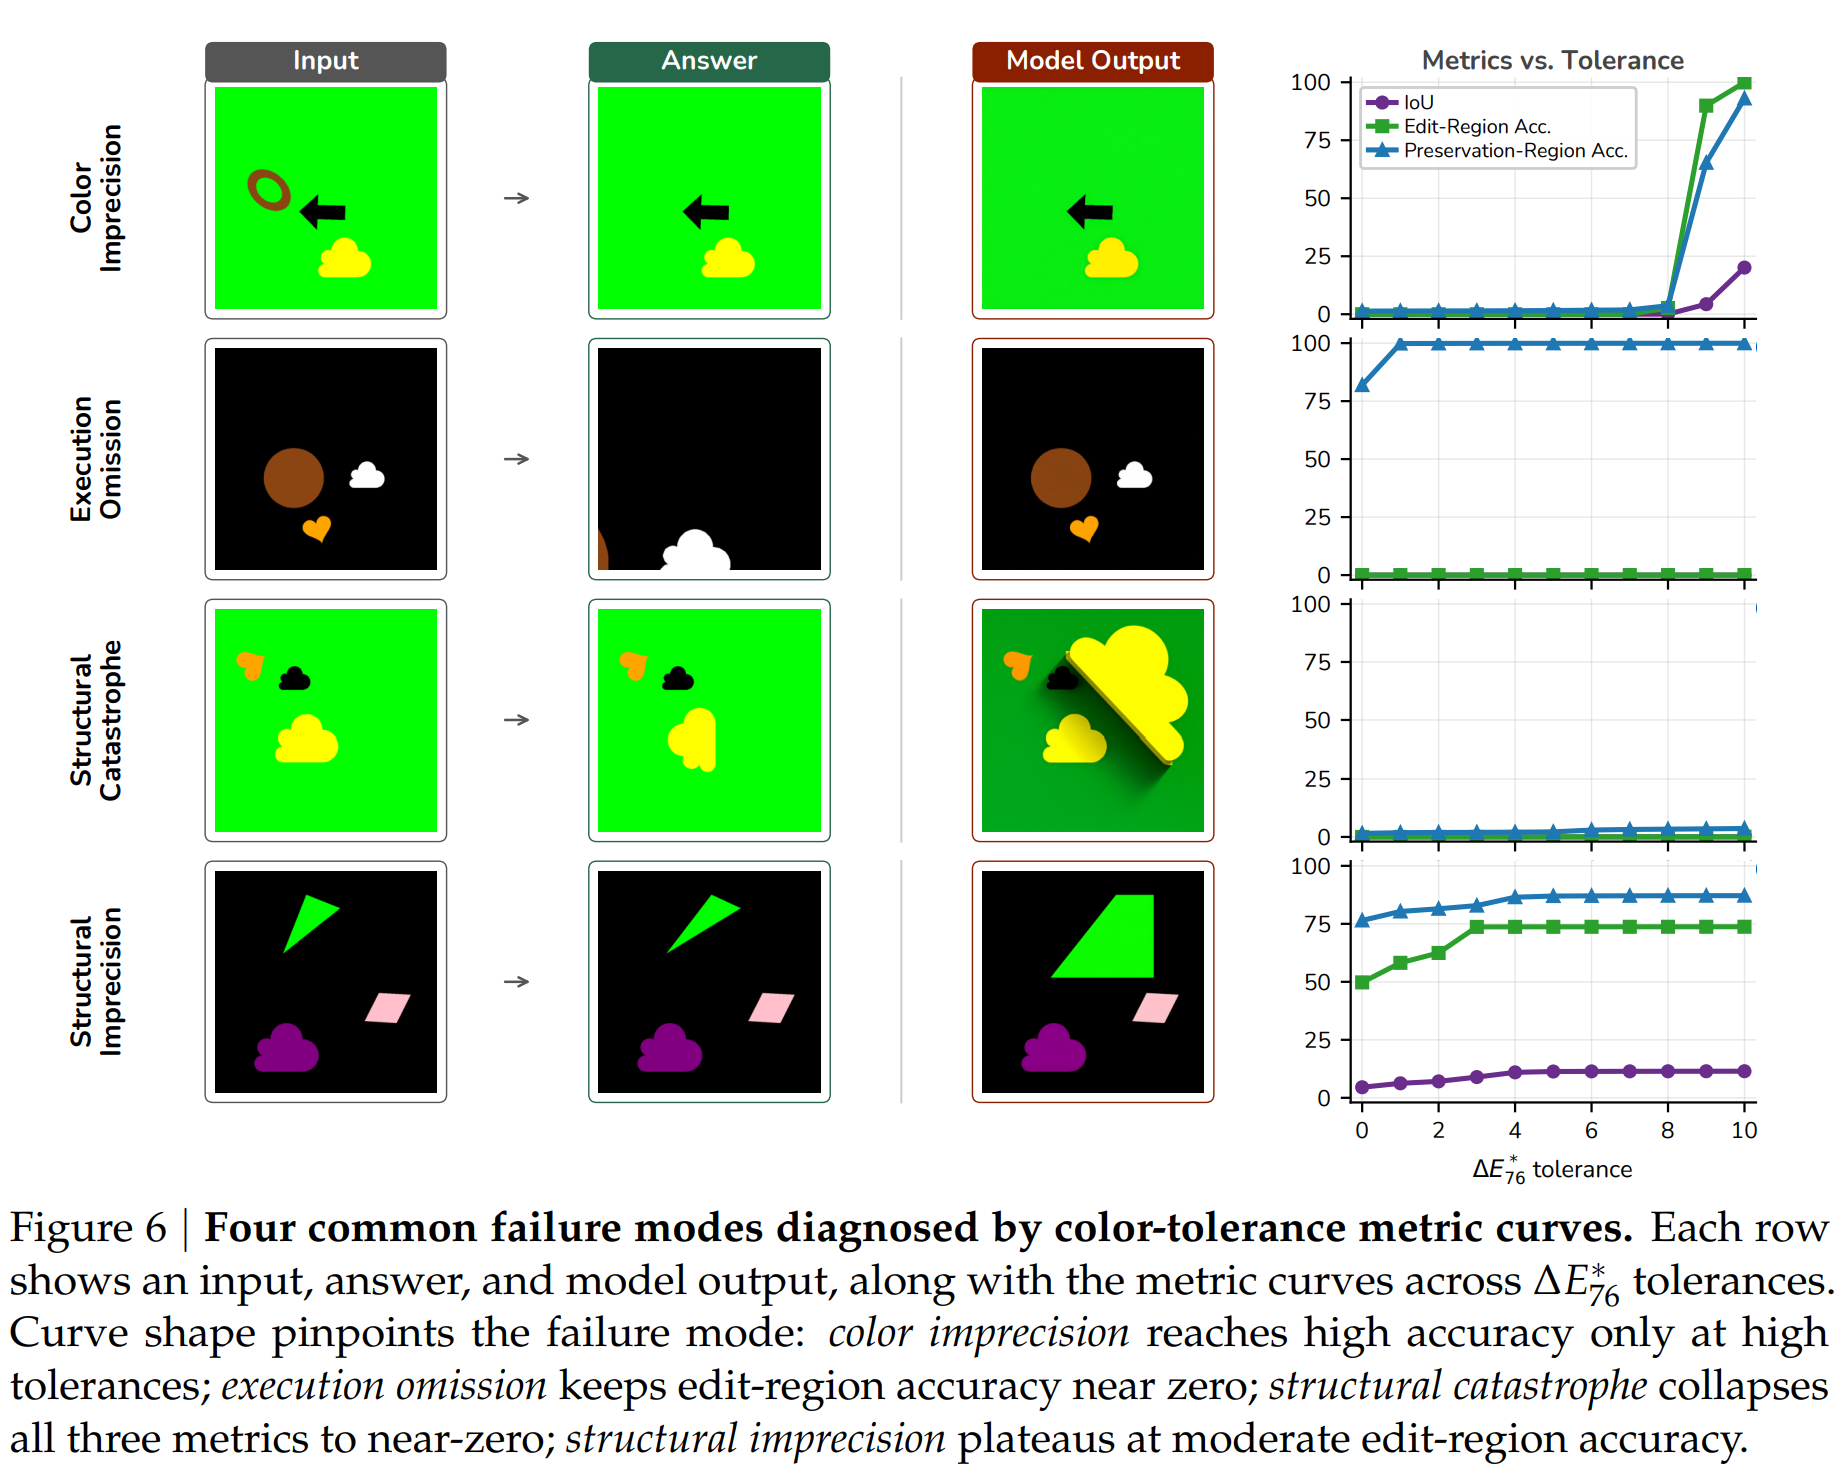 Input
Answer
Model Output
Metrics vs. Tolerance
Color
Imprecision
100
75
50
25
0
IoU
Edit-Region Acc.
Preservation-Region Acc.
Execution
Omission
100
75
50
25
0
Structural
Catastrophe
100
75
50
25
0
Structural
Imprecision
100
75
50
25
0
0 2 4 6 8 10
ΔE*76 tolerance
Figure 6 | Four common failure modes diagnosed by color-tolerance metric curves. Each row
shows an input, answer, and model output, along with the metric curves across ΔE*76 tolerances.
Curve shape pinpoints the failure mode: color imprecision reaches high accuracy only at high
tolerances; execution omission keeps edit-region accuracy near zero; structural catastrophe collapses
all three metrics to near-zero; structural imprecision plateaus at moderate edit-region accuracy.